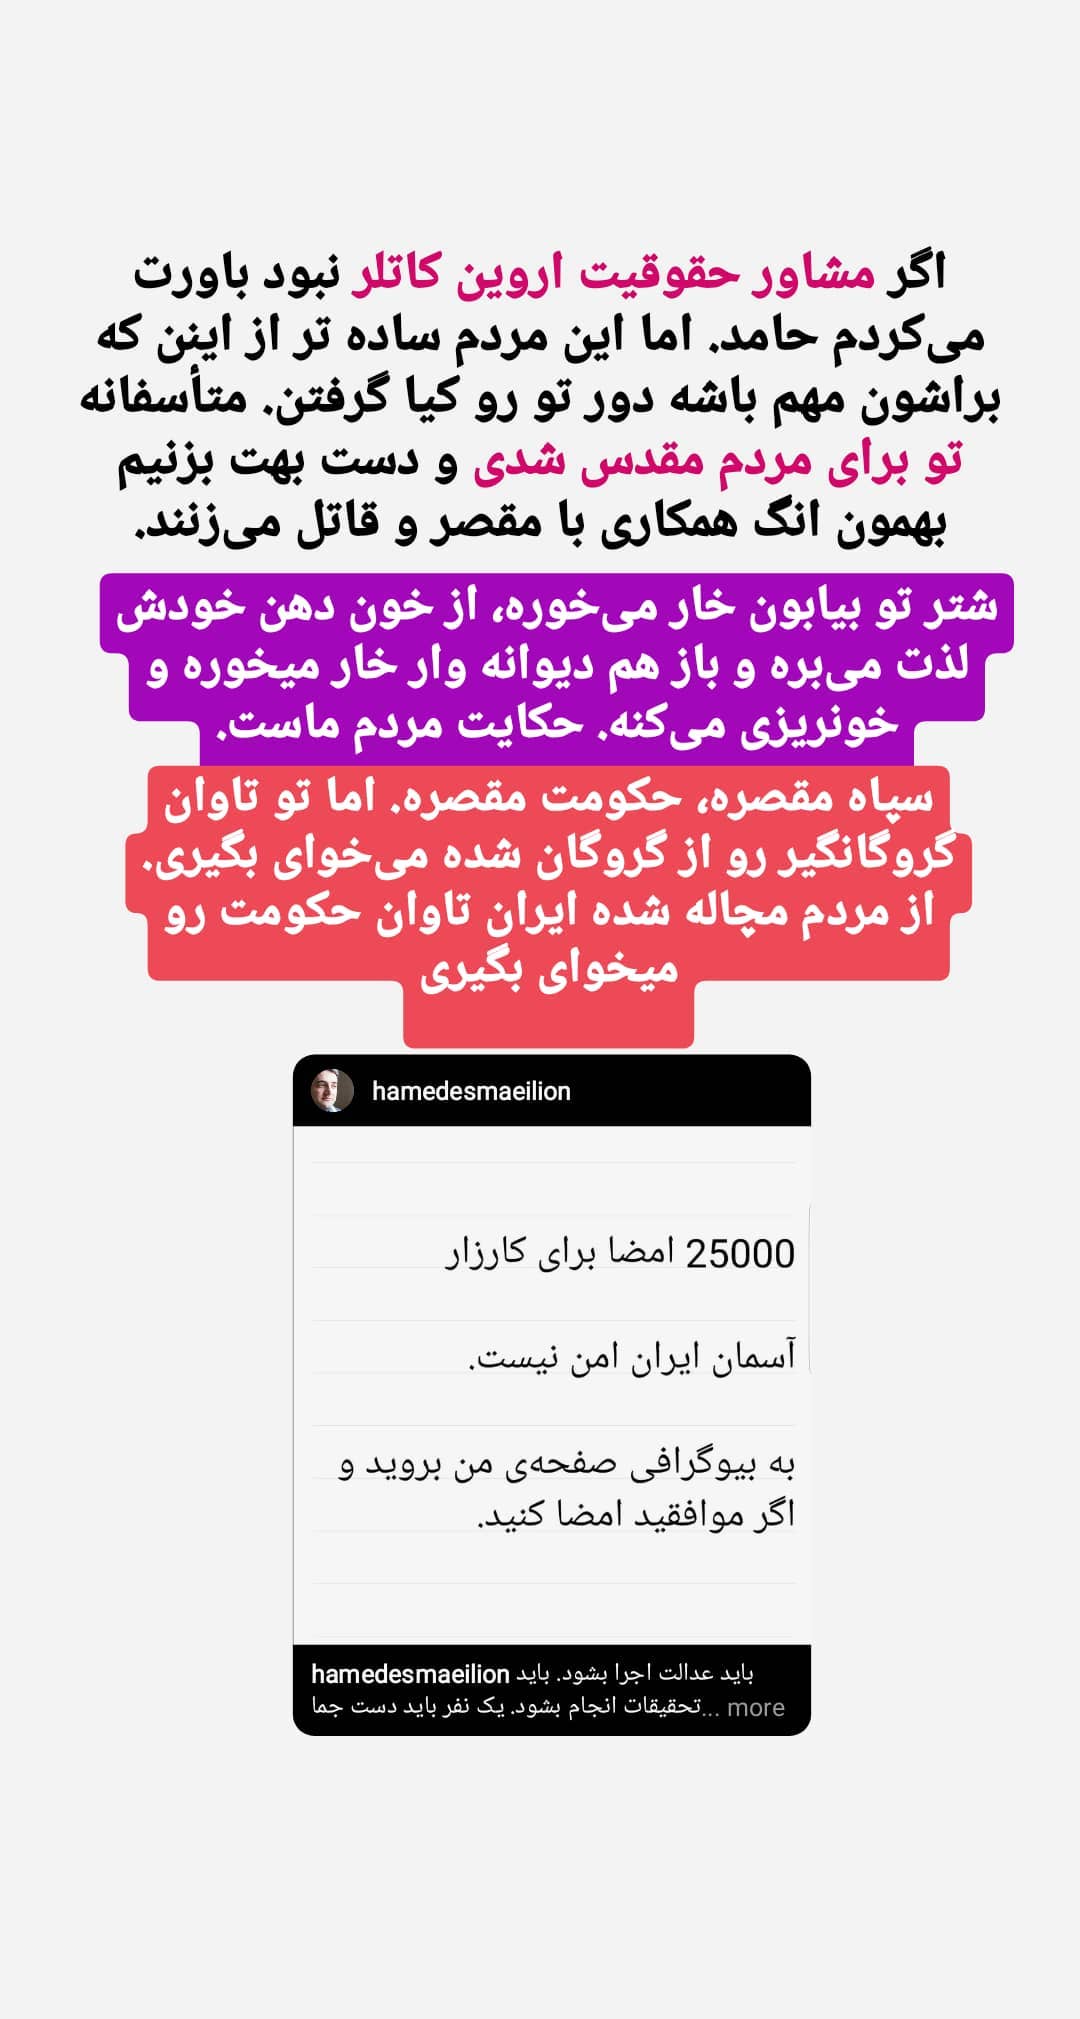 اگر مشاور حقوقیت اروین کاتلر نبود باورت
می‌کردم حامد. اما این مردم ساده تر از اینن که
براشون مهم باشه دور تو رو کیا گرفتن. متأسفانه
تو برای مردم مقدس شدی و دست بهت بزنیم
بهمون انگ همکاری با مقصر و قاتل می‌زنند.
شتر تو بیابون خار می‌خوره، از خون دهن خودش
لذت می‌بره و باز هم دیوانه وار خار میخوره و
خونریزی می‌کنه. حکایت مردم ماست.
سپاه مقصره، حکومت مقصره. اما تو تاوان
گروگانگیر رو از گروگان شده می‌خوای بگیری.
از مردم مچاله شده ایران تاوان حکومت رو
میخوای بگیری
hamedesmaeilion
25000 امضا برای کارزار
آسمان ایران امن نیست.
به بیوگرافی صفحه‌ی من بروید و
اگر موافقید امضا کنید.
hamedesmaeilion باید عدالت اجرا بشود. باید
تحقیقات انجام بشود. یک نفر باید دست جما... more